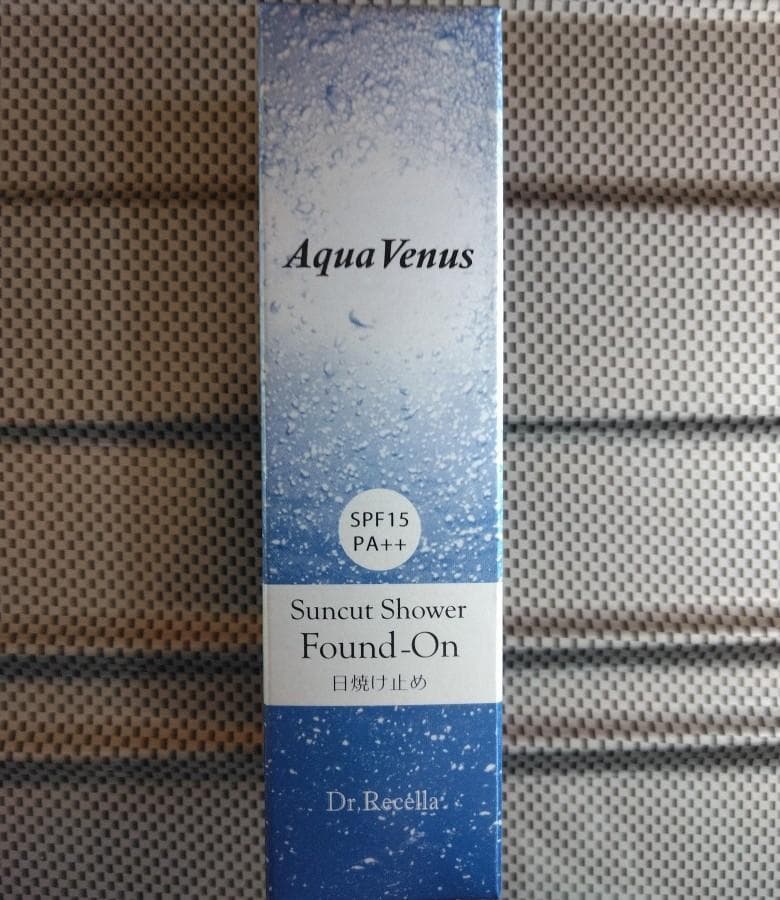 Aqua Venus
SPF15
PA++
Suncut Shower
Found-On
日焼け止め
Dr.Recella